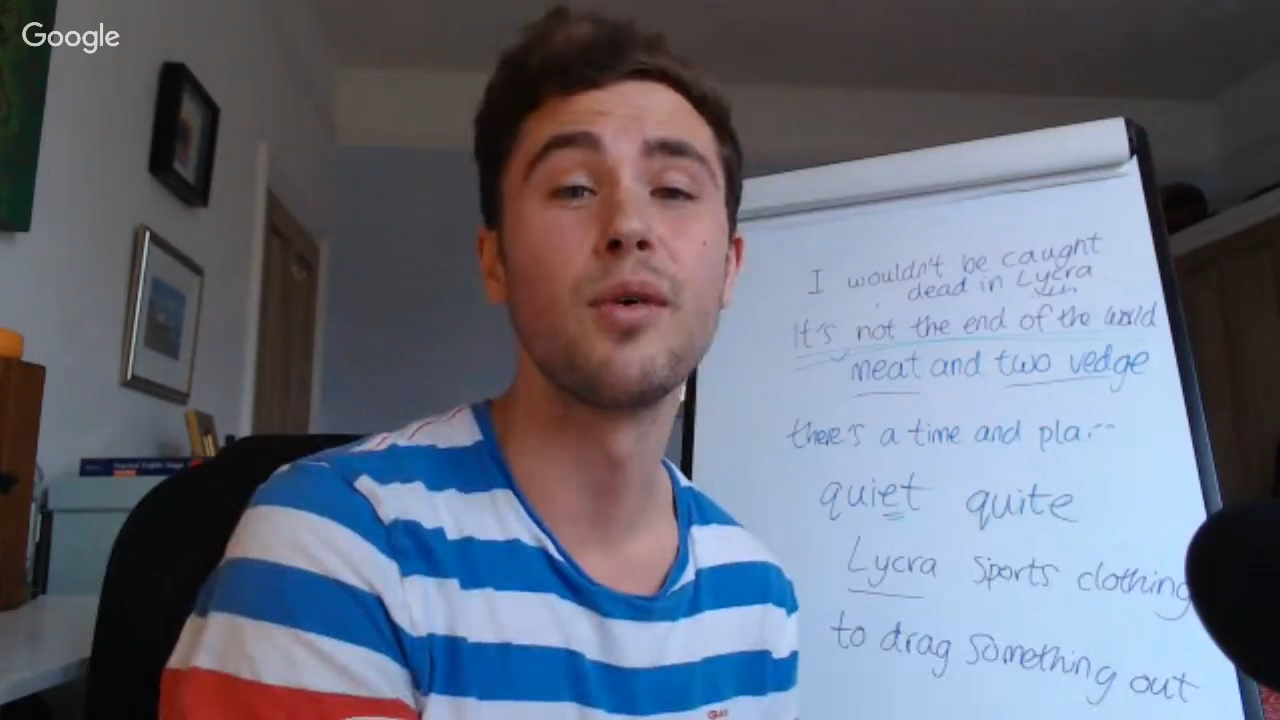 Google
I wouldn't be caught
dead in Lycra
It's not the end of the world
meat and two vedge
there's a time and pla
quiet quite
Lycra sports clothing
to drag something out